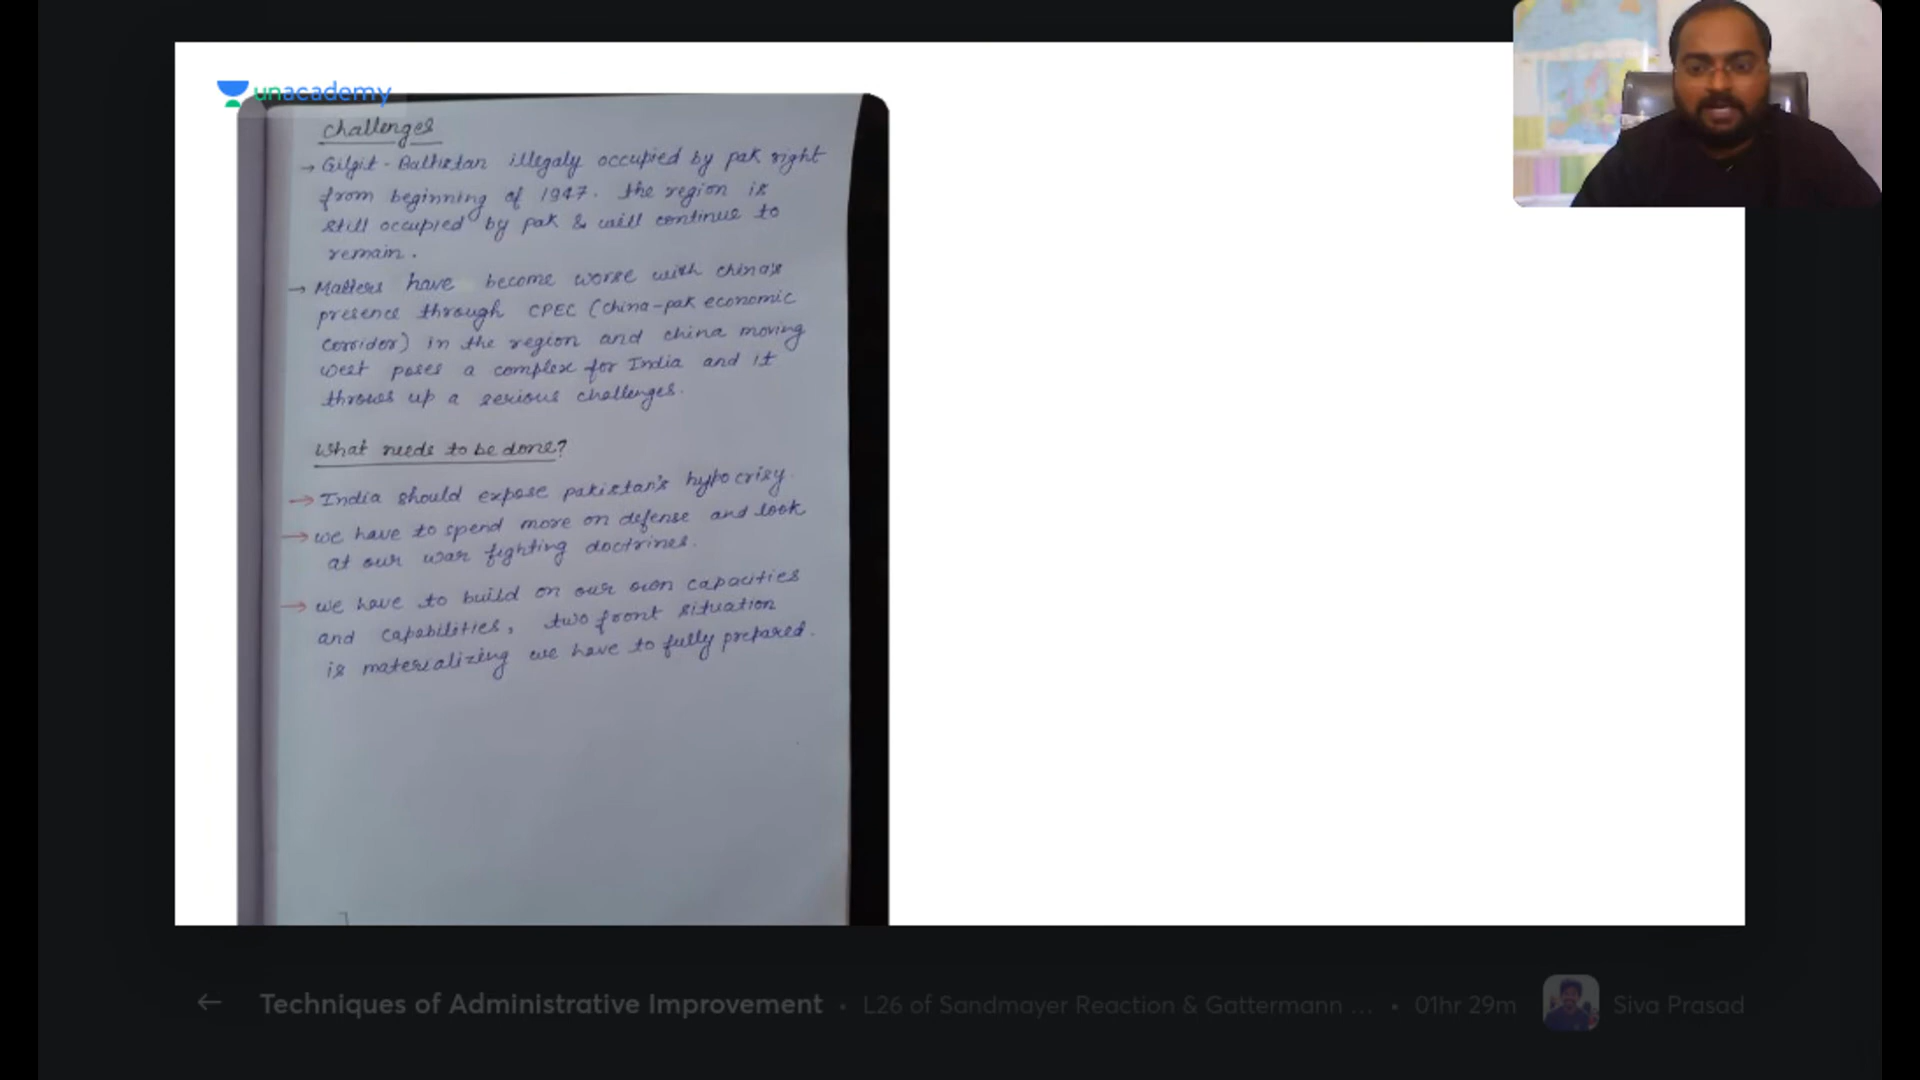 unacademy
Challenges
→ Gilgit - Baltistan illegaly occupied by pak right
from beginning of 1947. The region is
still occupied by pak & will continue to
remain.
→ Matters have become worse with china's
presence through CPEC (China-pak economic
corridor) in the region and china moving
west poses a complex for India and it
throws up a serious challenges.
What needs to be done?
→ India should expose pakistan's hypocrisy.
→ we have to spend more on defense and look
at our war fighting doctrines.
→ we have to build on our own capacities
and capabilities, two front situation
is materializing we have to fully prepared.
← Techniques of Administrative Improvement • L26 of Sandmayer Reaction & Gattermann ... • 01hr 29m Siva Prasad